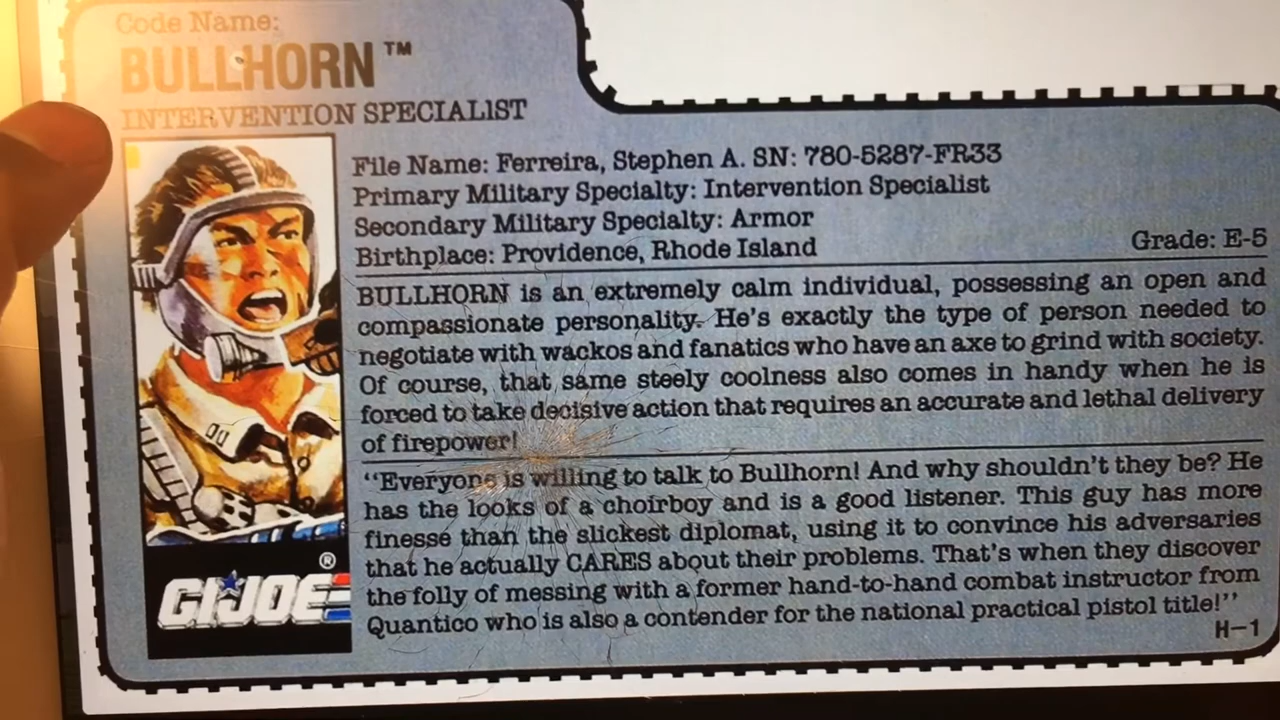 Code Name:
BULLHORN™
INTERVENTION SPECIALIST
File Name: Ferreira, Stephen A. SN: 780-5287-FR33
Primary Military Specialty: Intervention Specialist
Secondary Military Specialty: Armor
Birthplace: Providence, Rhode Island
Grade: E-5
BULLHORN is an extremely calm individual, possessing an open and
compassionate personality. He's exactly the type of person needed to
negotiate with wackos and fanatics who have an axe to grind with society.
Of course, that same steely coolness also comes in handy when he is
forced to take decisive action that requires an accurate and lethal delivery
of firepower!
“Everyone is willing to talk to Bullhorn! And why shouldn't they be? He
has the looks of a choirboy and is a good listener. This guy has more
finesse than the slickest diplomat, using it to convince his adversaries
that he actually CARES about their problems. That's when they discover
the folly of messing with a former hand-to-hand combat instructor from
Quantico who is also a contender for the national practical pistol title!”
H-1
GI JOE®